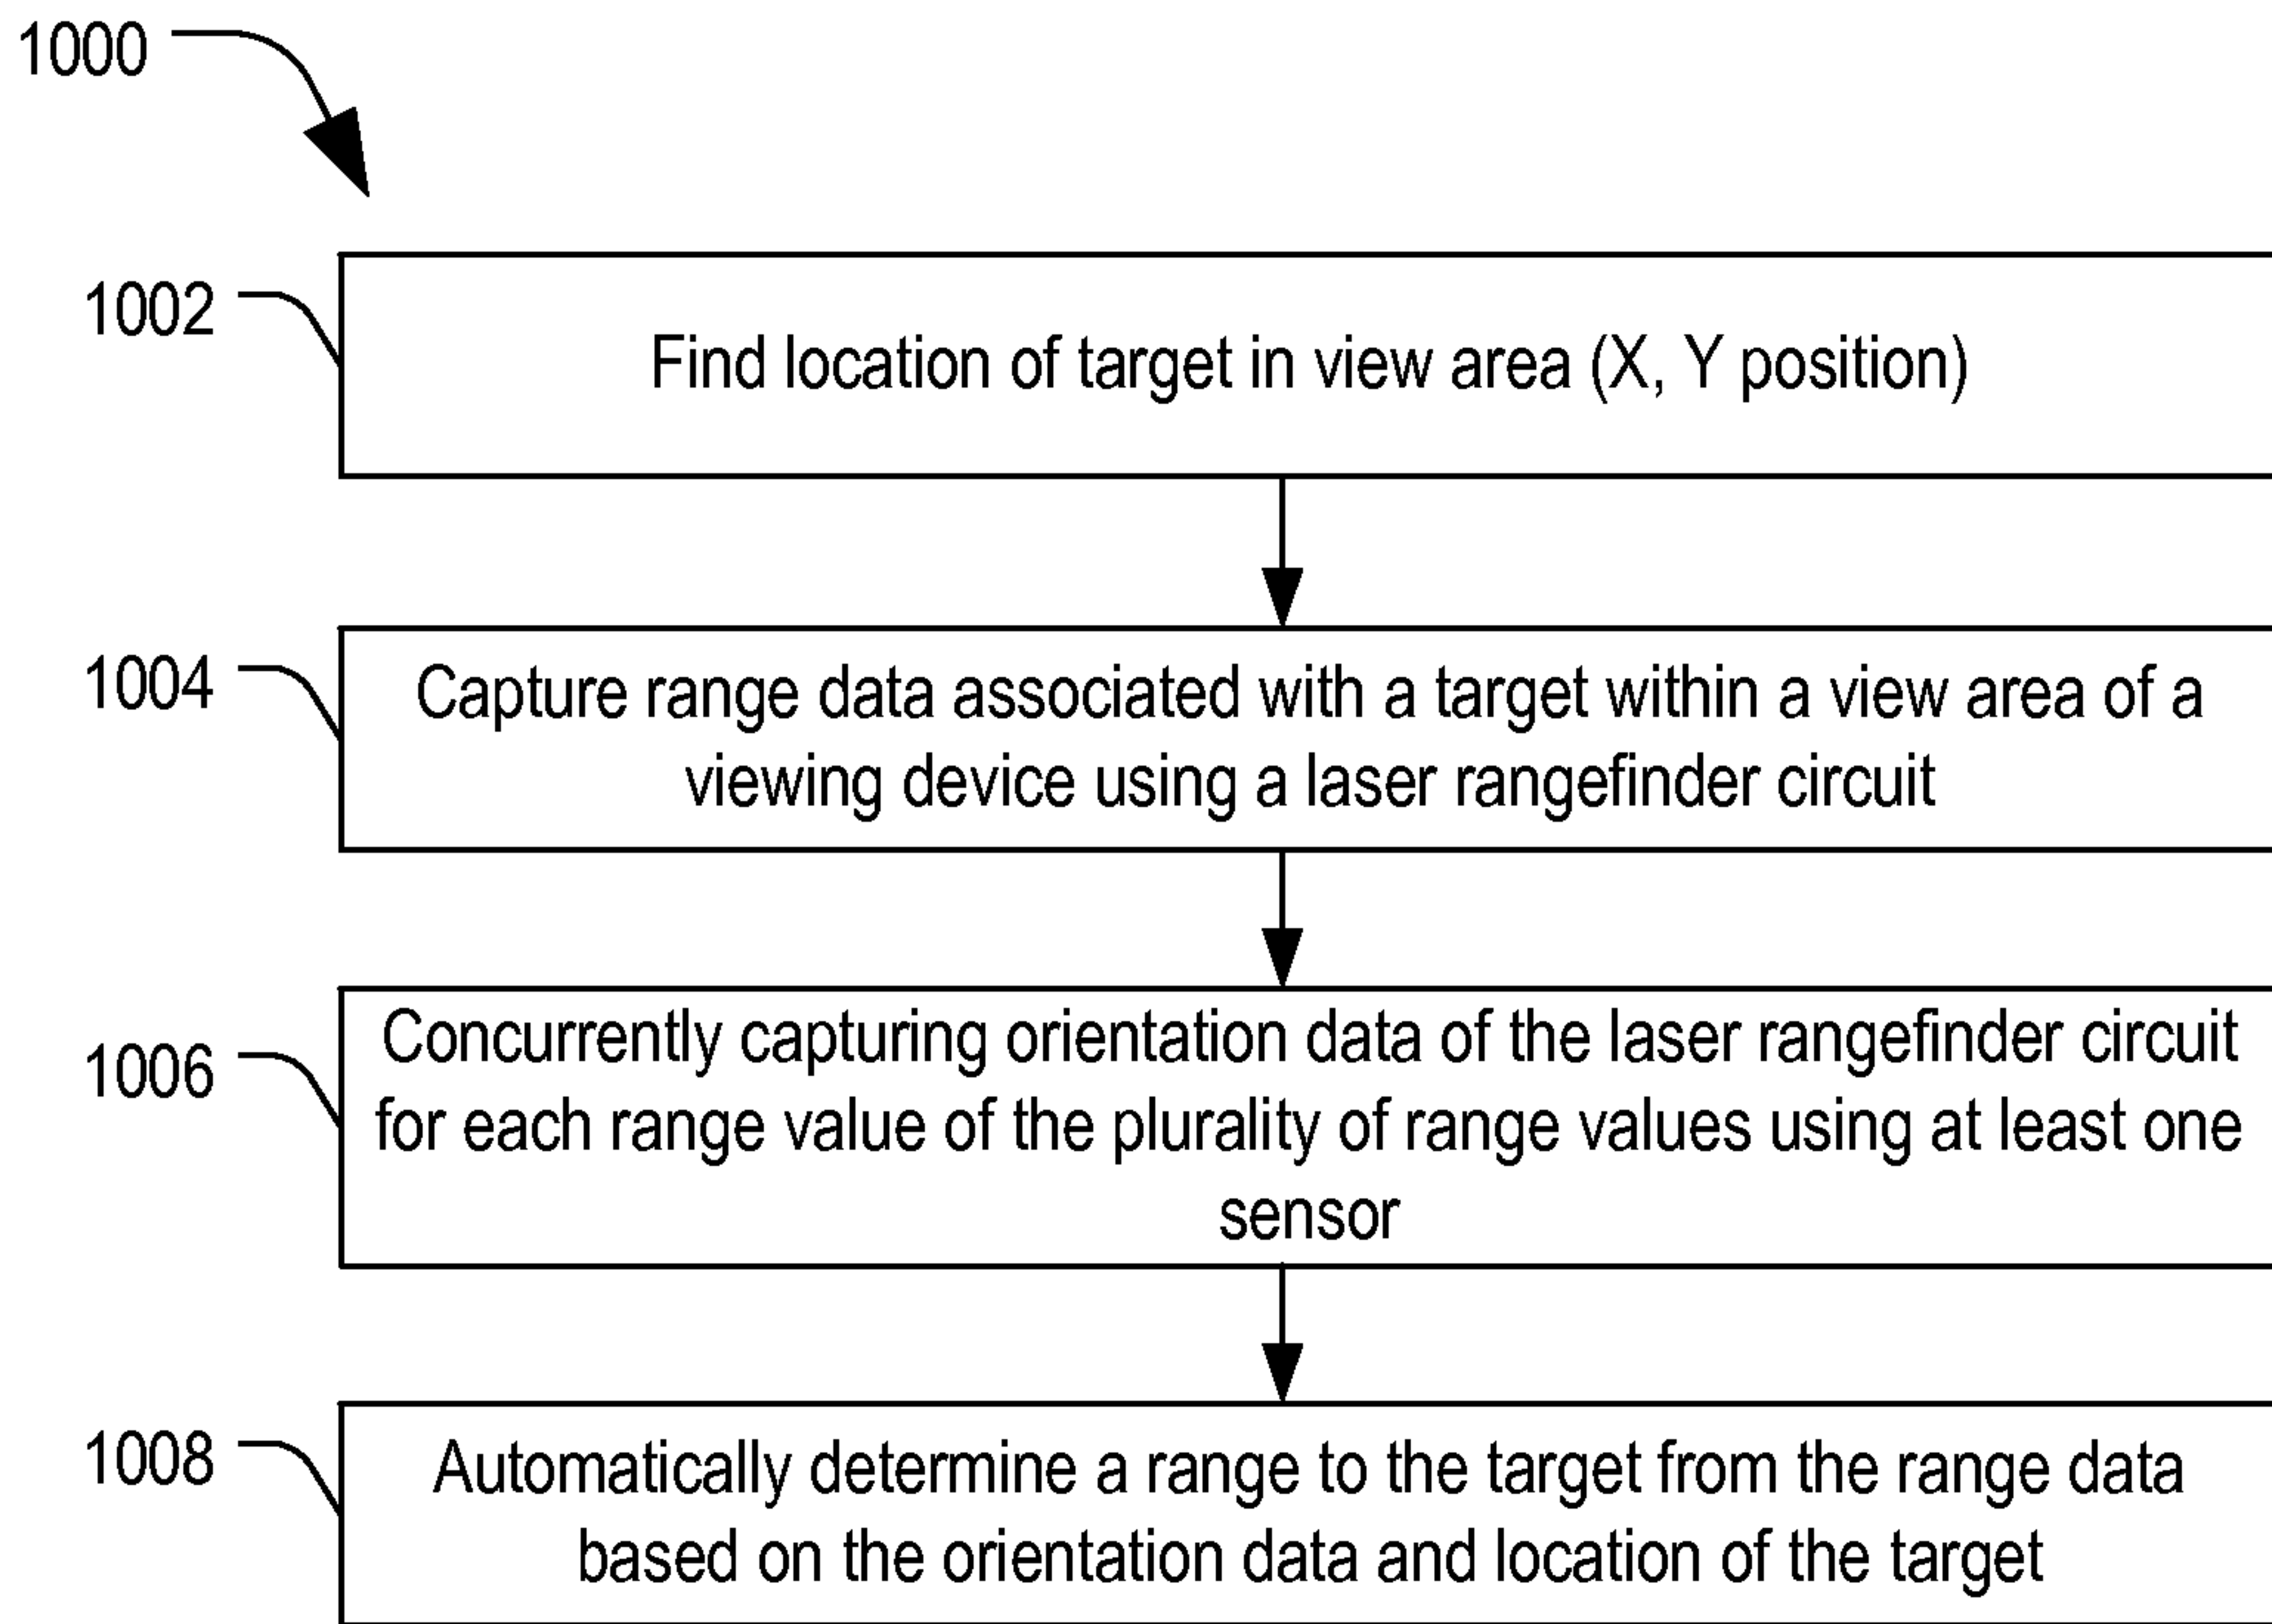 1000
1002
Find location of target in view area (X, Y position)
1004
Capture range data associated with a target within a view area of a
viewing device using a laser rangefinder circuit
1006
Concurrently capturing orientation data of the laser rangefinder circuit
for each range value of the plurality of range values using at least one
sensor
1008
Automatically determine a range to the target from the range data
based on the orientation data and location of the target